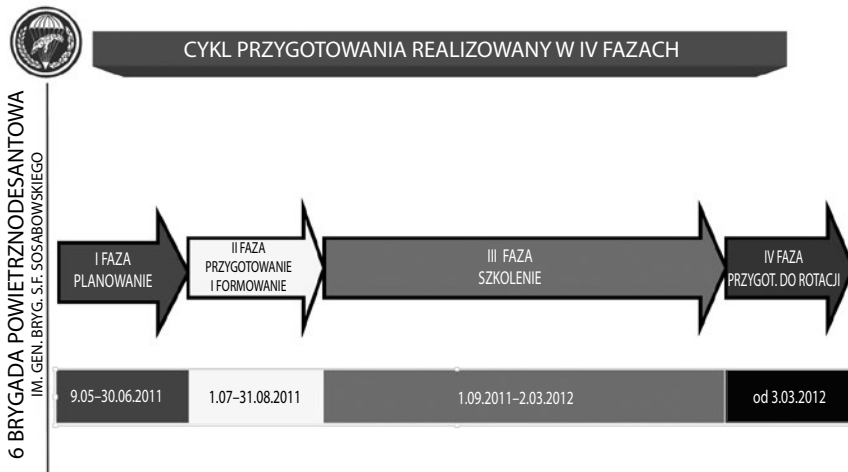 CYKL PRZYGOTOWANIA REALIZOWANY W IV FAZACH
6 BRYGADA POWIETRZNODESANTOWA
IM. GEN. BRYG. S.F. SOSABOWSKIEGO
I FAZA
PLANOWANIE
II FAZA
PRZYGOTOWANIE
I FORMOWANIE
III FAZA
SZKOLENIE
IV FAZA
PRZYGOT. DO ROTACJI
9.05–30.06.2011
1.07–31.08.2011
1.09.2011–2.03.2012
od 3.03.2012